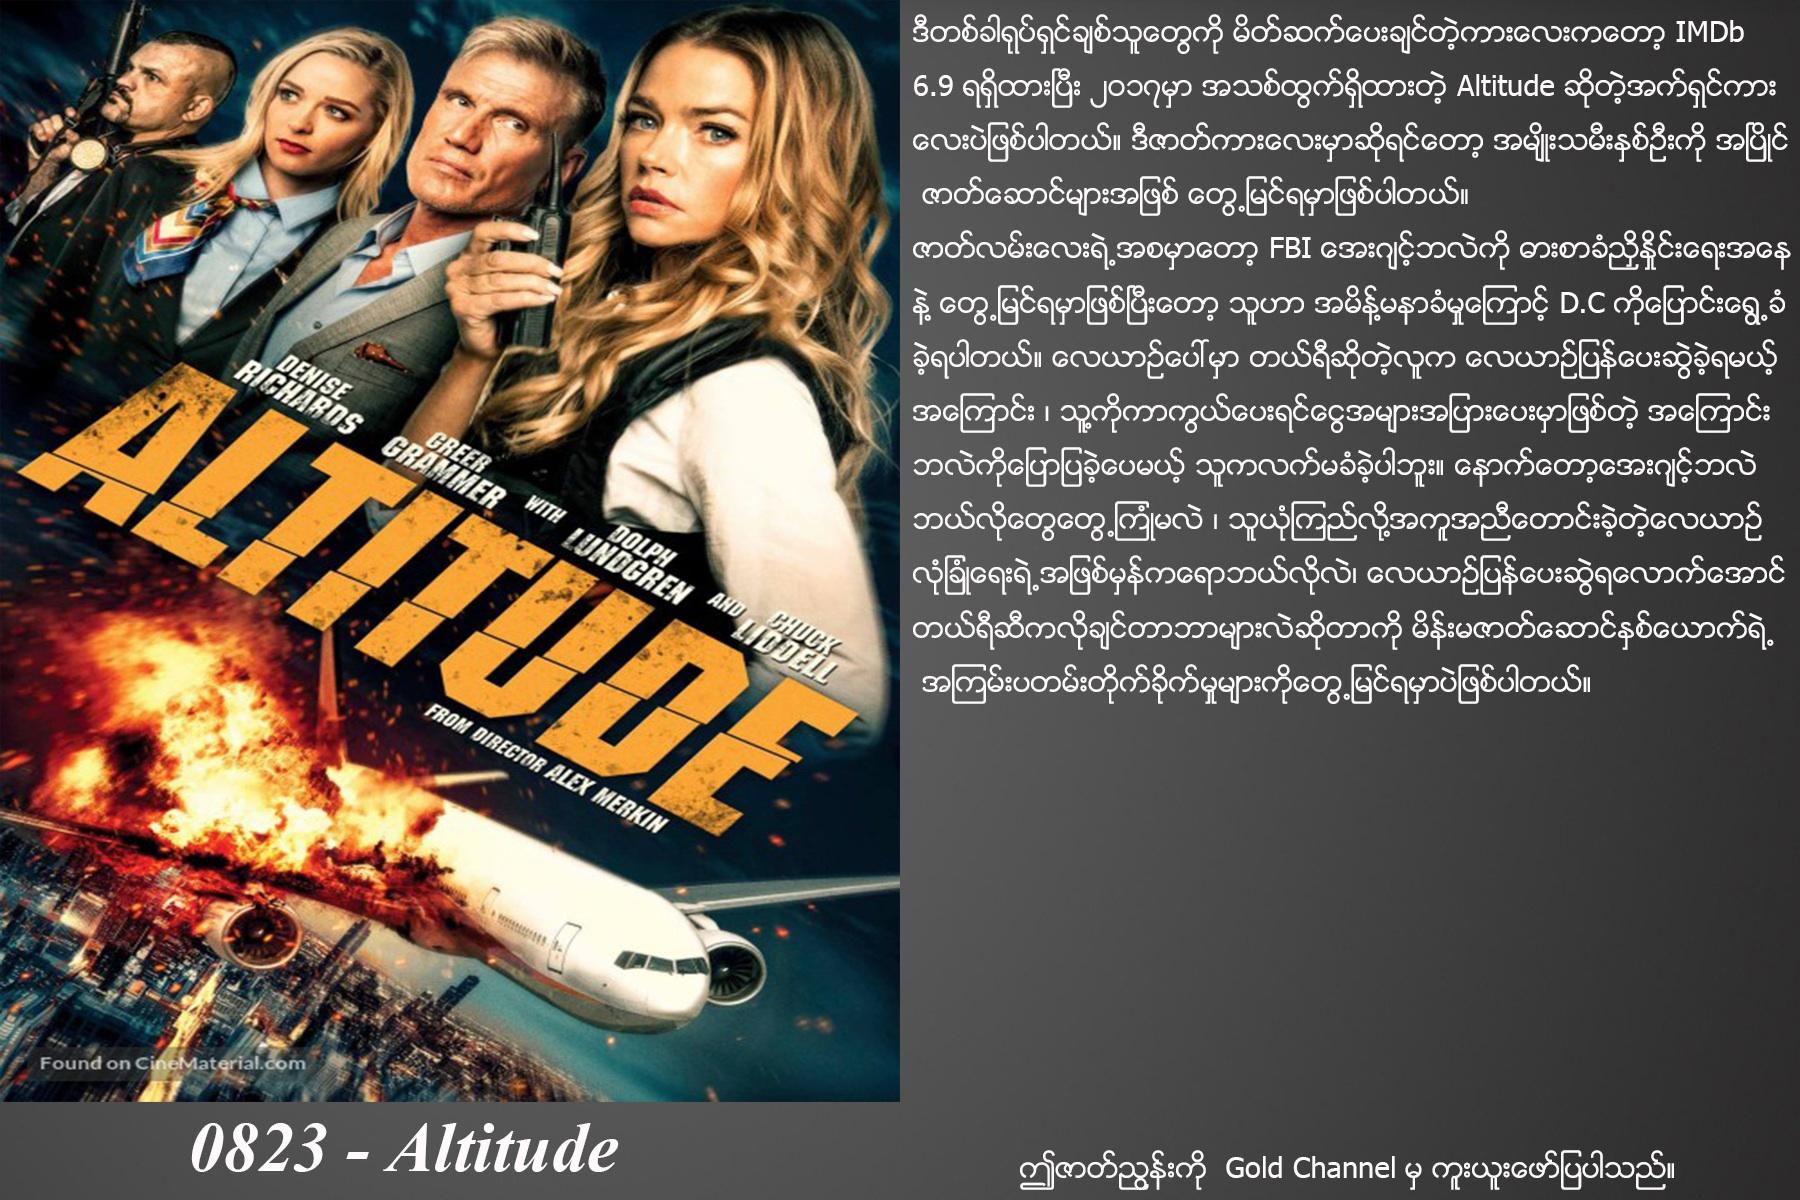 DENISE
RICHARDS
GREER
GRAMMER
WITH
DOLPH
LUNDGREN
AND
CHUCK
LIDDELL
ALTITUDE
FROM DIRECTOR ALEX MERKIN
Found on CineMaterial.com
0823 - Altitude
ဒီတစ်ခါရုပ်ရှင်ချစ်သူတွေကို မိတ်ဆက်ပေးချင်တဲ့ကားလေးကတော့ IMDb
6.9 ရရှိထားပြီး ၂၀၁၇မှာ အသစ်ထွက်ရှိထားတဲ့ Altitude ဆိုတဲ့အက်ရှင်ကား
လေးပဲဖြစ်ပါတယ်။ ဒီဇာတ်ကားလေးမှာဆိုရင်တော့ အမျိုးသမီးနှစ်ဦးကို အပြိုင်
ဇာတ်ဆောင်များအဖြစ် တွေ့မြင်ရမှာဖြစ်ပါတယ်။
ဇာတ်လမ်းလေးရဲ့အစမှာတော့ FBI အေးဂျင့်ဘလဲကို ဓားစာခံညှိနှိုင်းရေးအနေ
နဲ့ တွေ့မြင်ရမှာဖြစ်ပြီးတော့ သူဟာ အမိန့်မနာခံမှုကြောင့် D.C ကိုပြောင်းရွေ့ခံ
ခဲ့ရပါတယ်။ လေယာဉ်ပေါ်မှာ တယ်ရီဆိုတဲ့လူက လေယာဉ်ပြန်ပေးဆွဲခဲ့ရမယ့်
အကြောင်း ၊ သူ့ကိုကာကွယ်ပေးရင်ငွေအများအပြားပေးမှာဖြစ်တဲ့ အကြောင်း
ဘလဲကိုပြောပြခဲ့ပေမယ့် သူကလက်မခံခဲ့ပါဘူး။ နောက်တော့အေးဂျင့်ဘလဲ
ဘယ်လိုတွေတွေ့ကြုံမလဲ ၊ သူယုံကြည်လို့အကူအညီတောင်းခဲ့တဲ့လေယာဉ်
လုံခြုံရေးရဲ့အဖြစ်မှန်ကရောဘယ်လိုလဲ၊ လေယာဉ်ပြန်ပေးဆွဲရလောက်အောင်
တယ်ရီဆီကလိုချင်တာဘာများလဲဆိုတာကို မိန်းမဇာတ်ဆောင်နှစ်ယောက်ရဲ့
အကြမ်းပတမ်းတိုက်ခိုက်မှုများကိုတွေ့မြင်ရမှာပဲဖြစ်ပါတယ်။
ဤဇာတ်ညွှန်းကို Gold Channel မှ ကူးယူးဖော်ပြပါသည်။